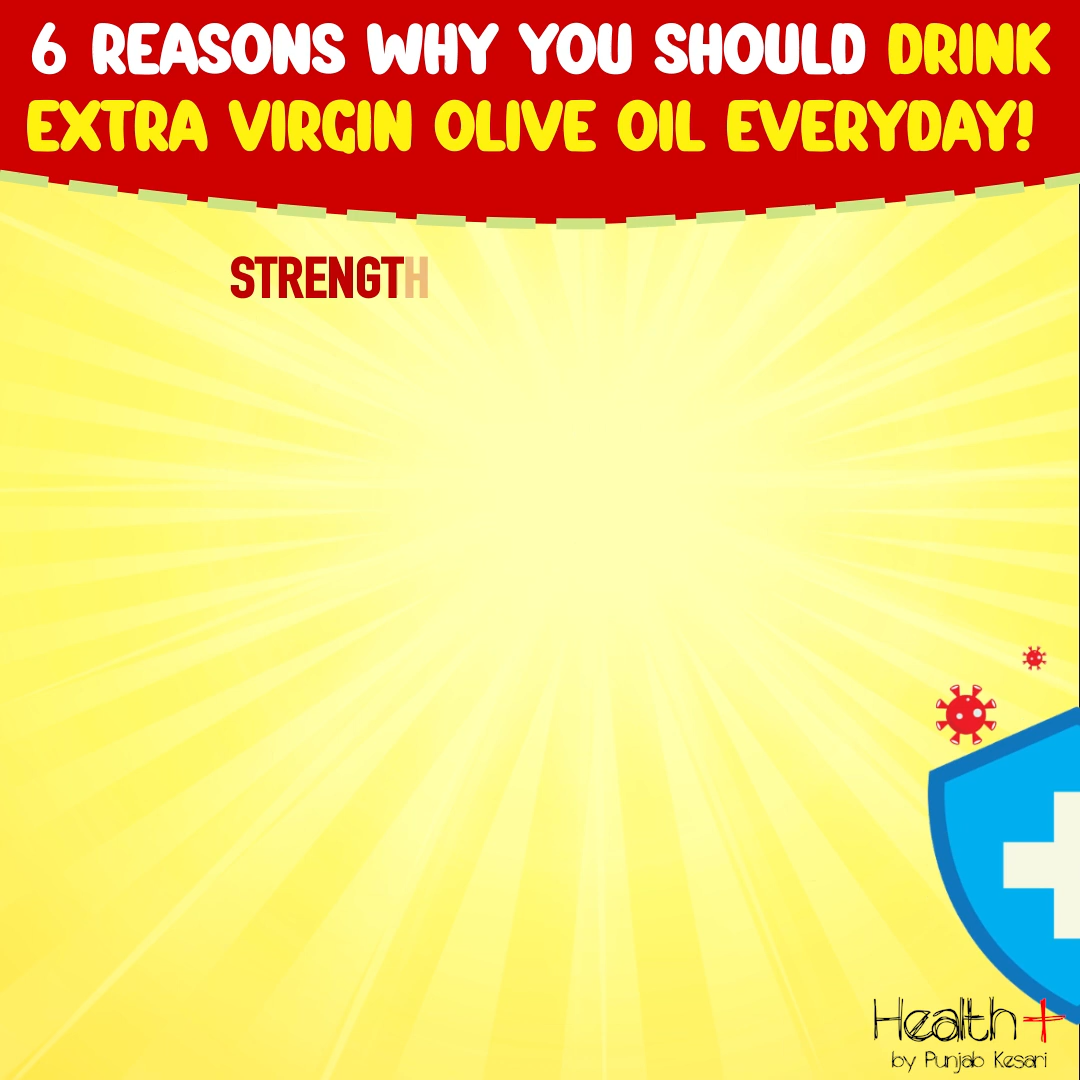 6 REASONS WHY YOU SHOULD DRINK
EXTRA VIRGIN OLIVE OIL EVERYDAY!
STRENGTH
Health+
by Punjab Kesari